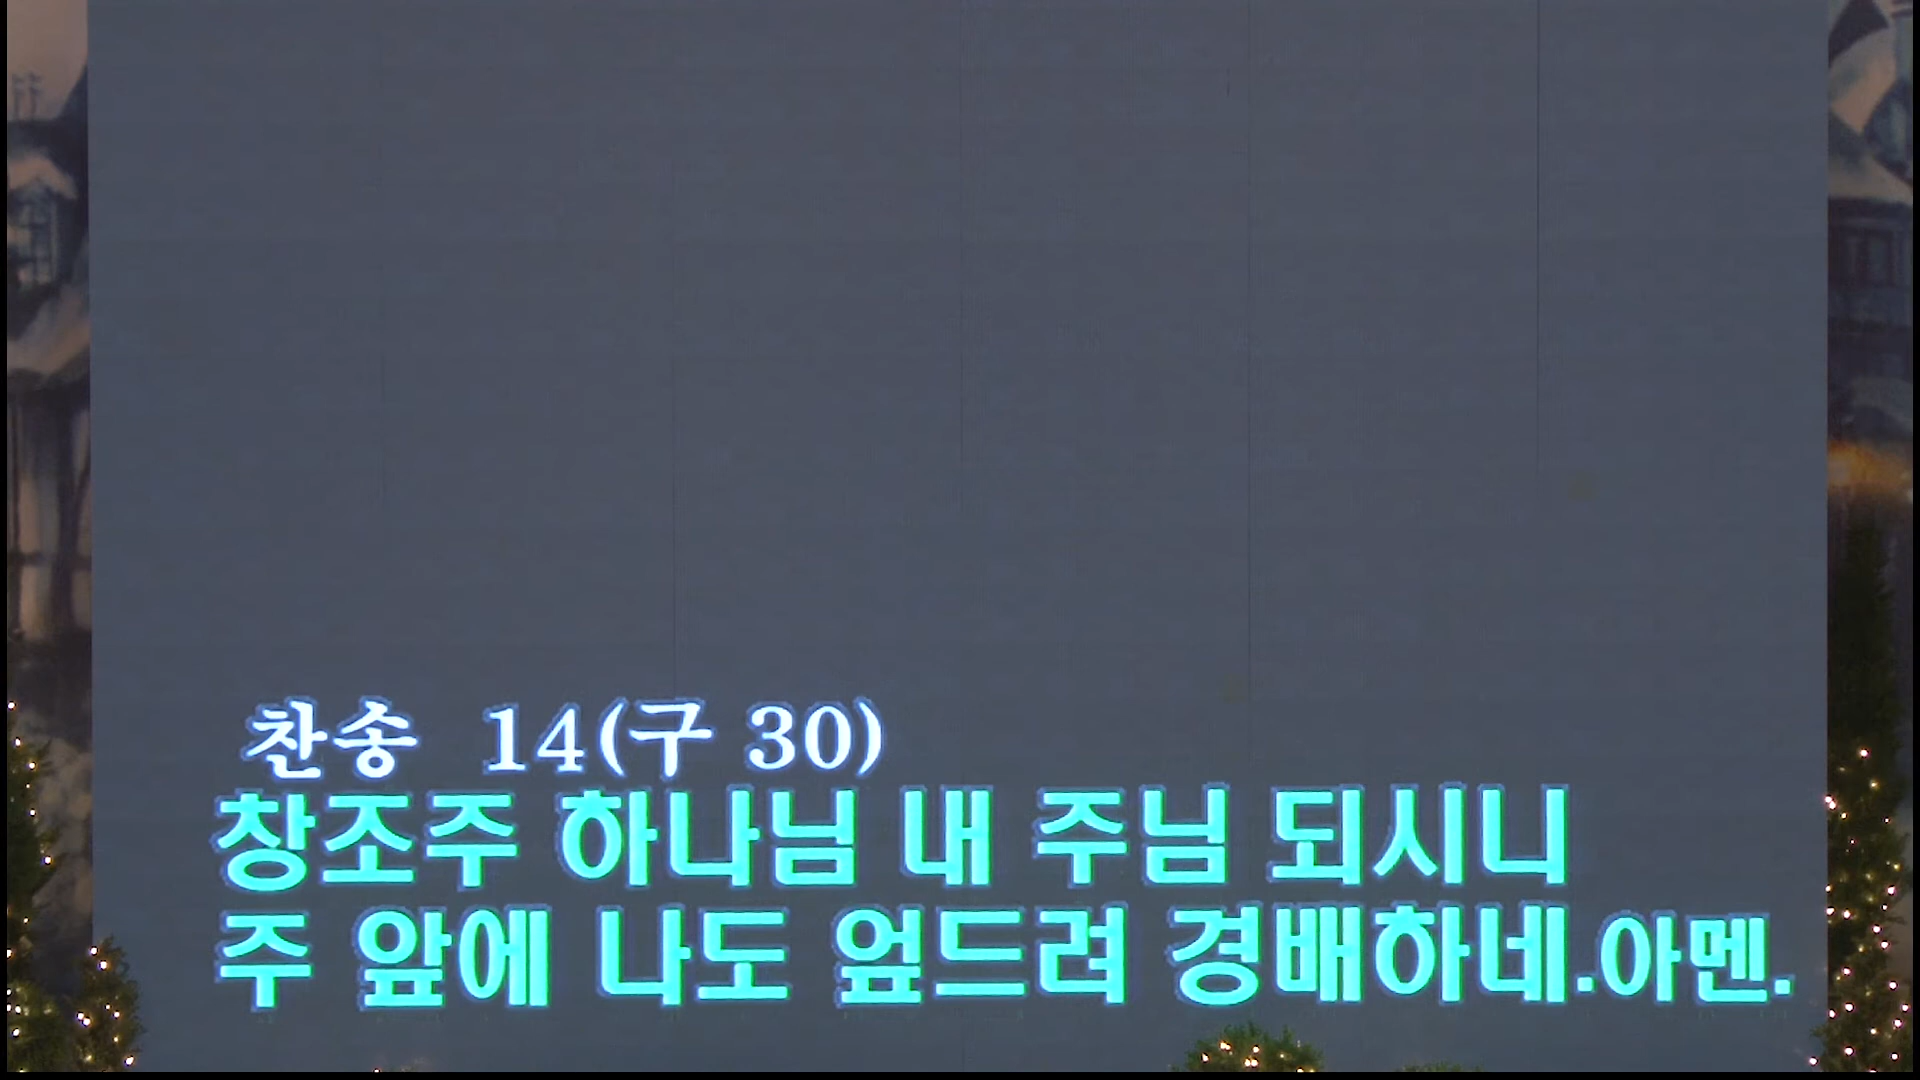 찬송 14(구 30)
창조주 하나님 내 주님 되시니
주 앞에 나도 엎드려 경배하네.아멘.